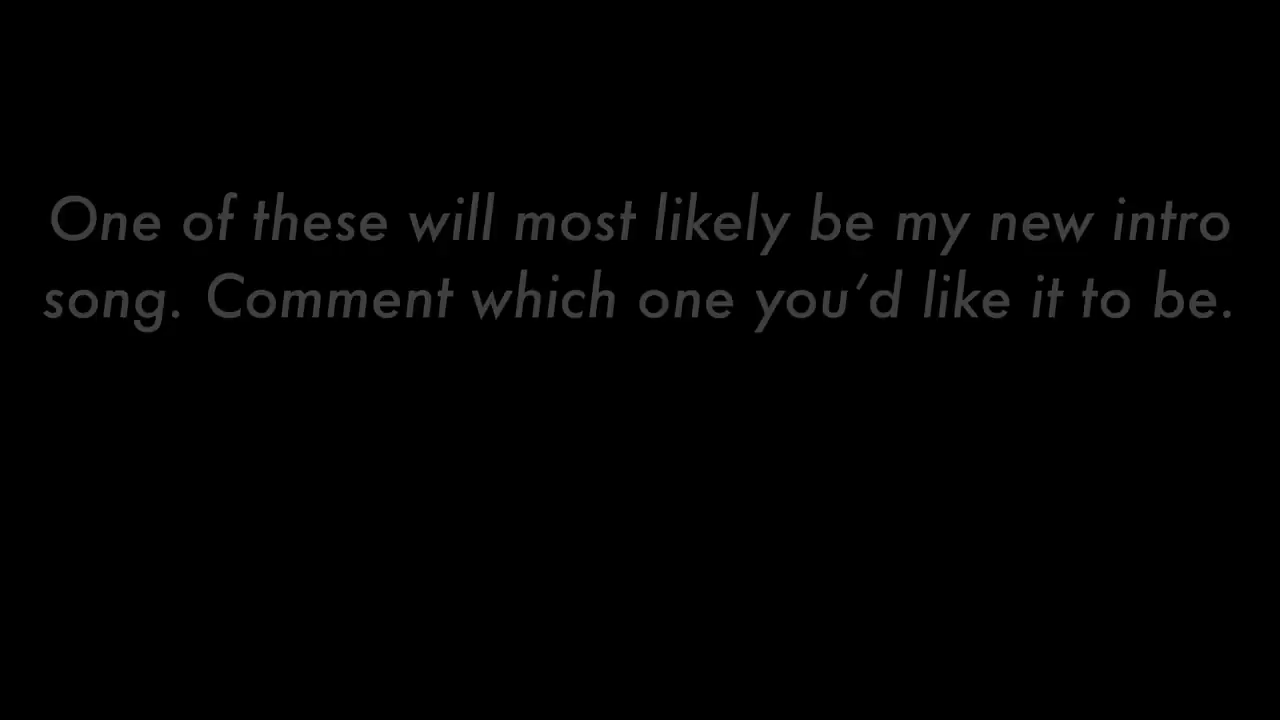 One of these will most likely be my new intro
song. Comment which one you’d like it to be.